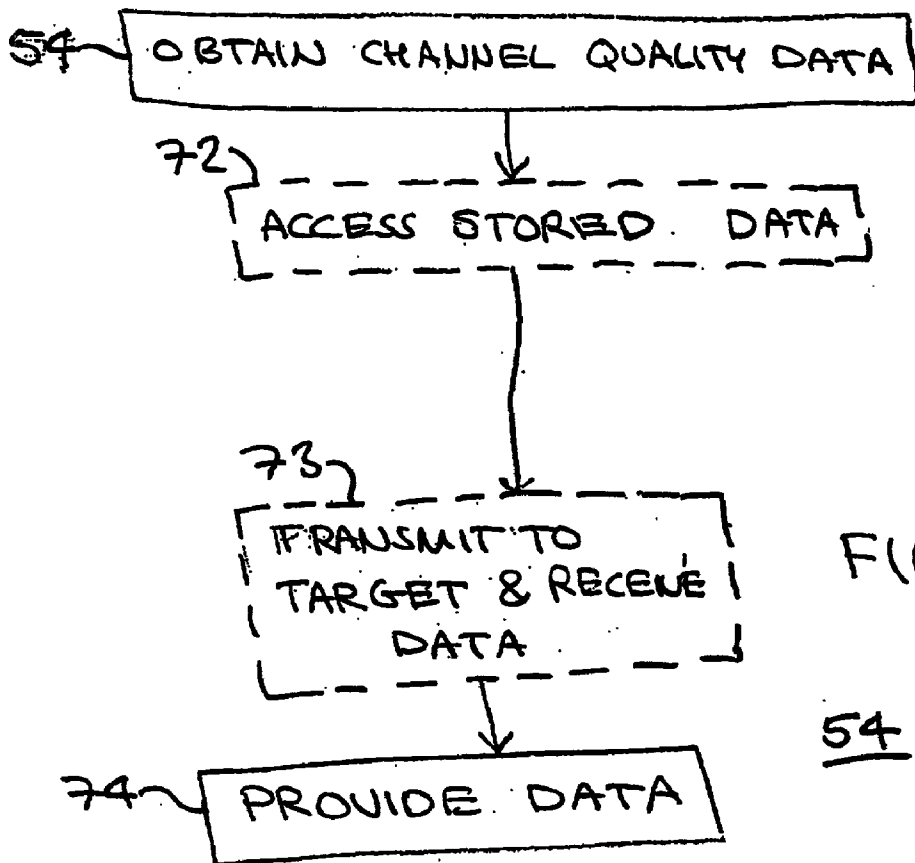 54 OBTAIN CHANNEL QUALITY DATA
72
ACCESS STORED DATA
73
TRANSMIT TO
TARGET & RECEIVE
DATA
54
74 PROVIDE DATA